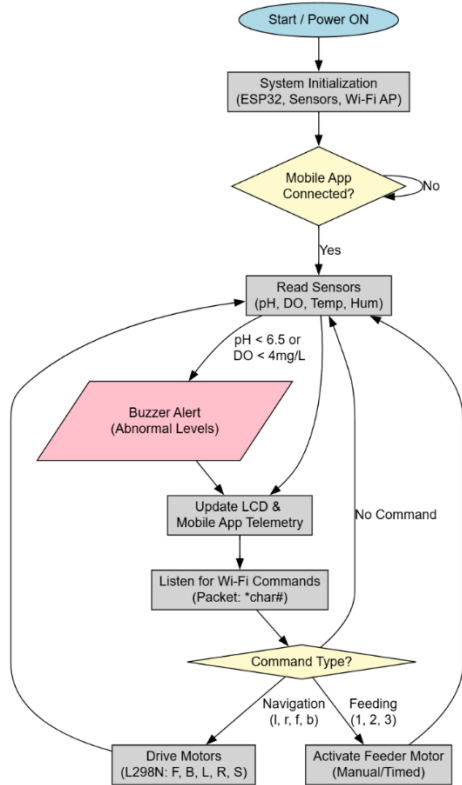 Start / Power ON
System Initialization
(ESP32, Sensors, Wi-Fi AP)
Mobile App
Connected?
No
Yes
Read Sensors
(pH, DO, Temp, Hum)
pH < 6.5 or
DO < 4mg/L
Buzzer Alert
(Abnormal Levels)
Update LCD &
Mobile App Telemetry
No Command
Listen for Wi-Fi Commands
(Packet: *char#)
Command Type?
Navigation
(l, r, f, b)
Feeding
(1, 2, 3)
Drive Motors
(L298N: F, B, L, R, S)
Activate Feeder Motor
(Manual/Timed)